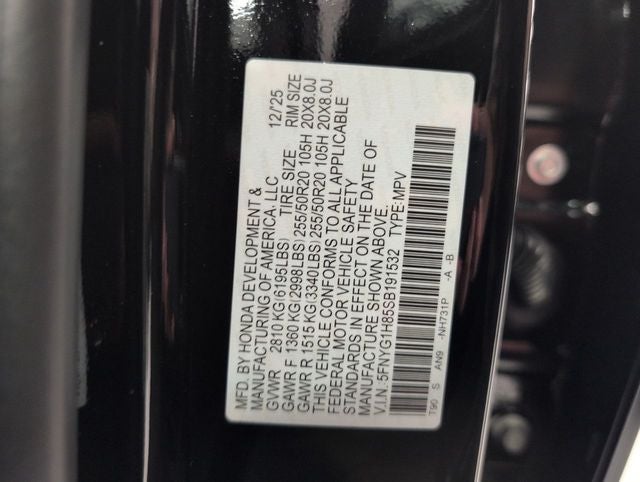 MFD. BY HONDA DEVELOPMENT &
MANUFACTURING OF AMERICA, LLC 12/'25
GVWR 2810 KG(6195LBS) TIRE SIZE RIM SIZE
GAWR F 1360 KG(2998LBS) 255/50R20 105H 20X8.0J
GAWR R 1515 KG(3340LBS) 255/50R20 105H 20X8.0J
THIS VEHICLE CONFORMS TO ALL APPLICABLE
FEDERAL MOTOR VEHICLE SAFETY
STANDARDS IN EFFECT ON THE DATE OF
MANUFACTURE SHOWN ABOVE.
V.I.N. 5FNYG1H85SB191532 TYPE:MPV
T90 S AN9 -NH731P -A -B